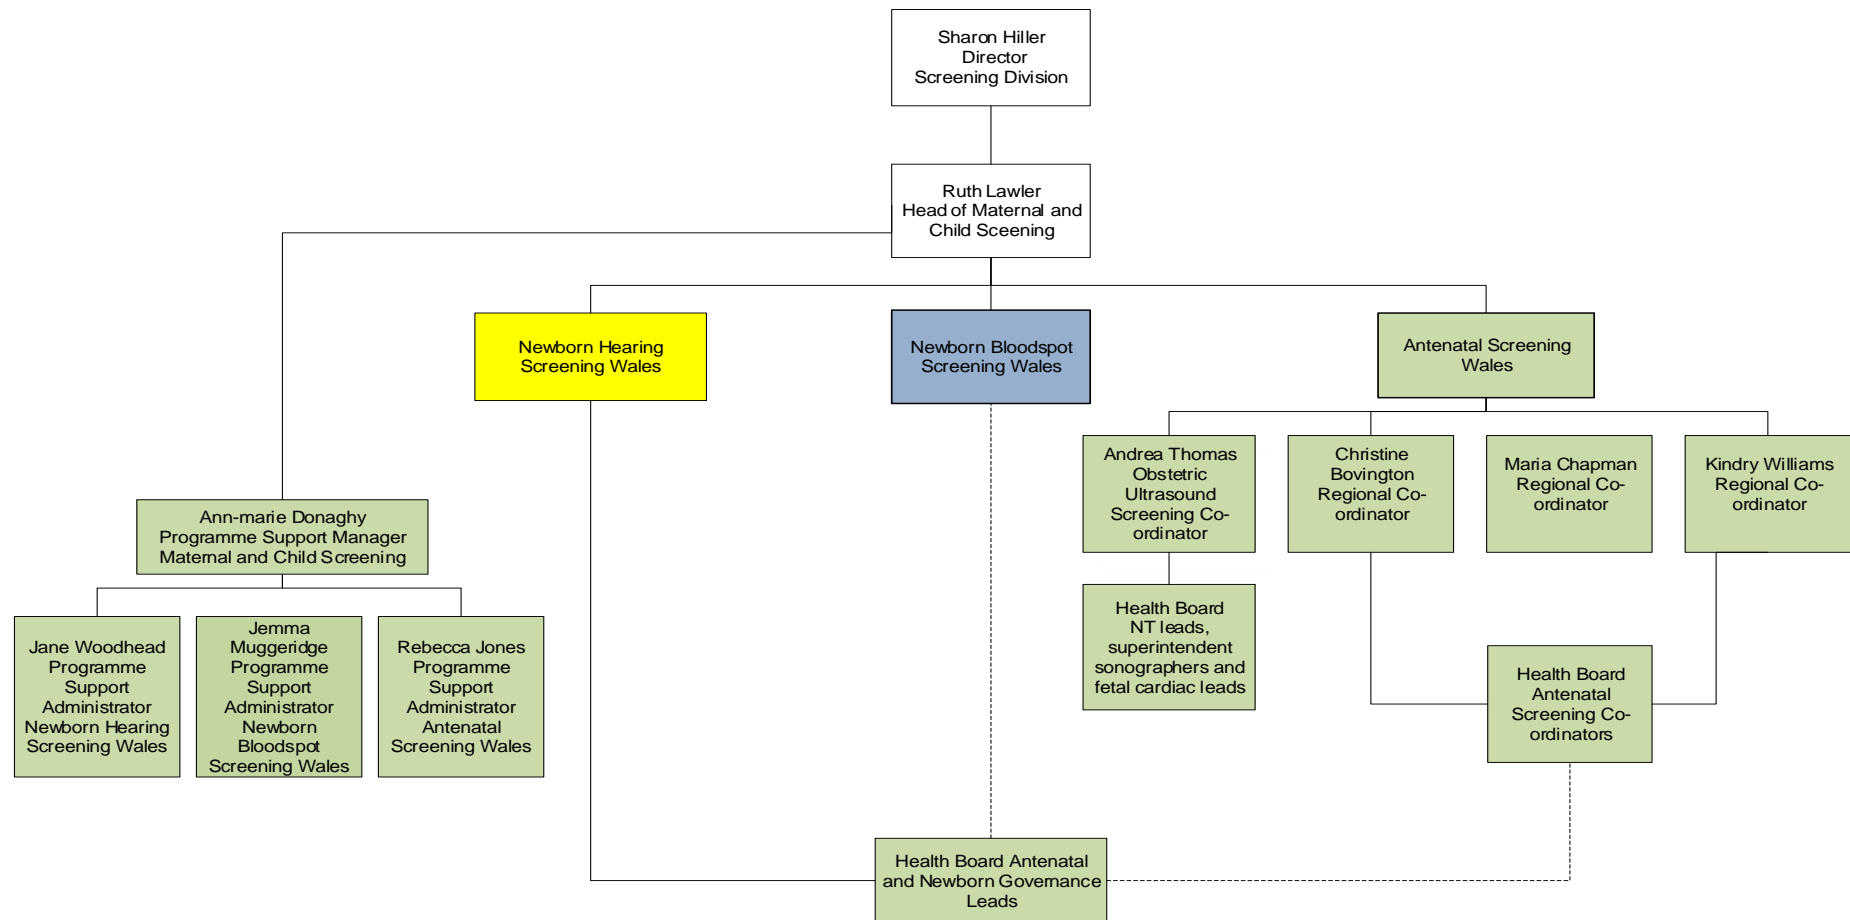 Sharon Hiller
Director
Screening Division
Ruth Lawler
Head of Maternal and
Child Sceening
Newborn Hearing
Screening Wales
Newborn Bloodspot
Screening Wales
Antenatal Screening
Wales
Andrea Thomas
Obstetric
Ultrasound
Screening Co-
ordinator
Christine
Bovington
Regional Co-
ordinator
Maria Chapman
Regional Co-
ordinator
Kindry Williams
Regional Co-
ordinator
Ann-marie Donaghy
Programme Support Manager
Maternal and Child Screening
Health Board
NT leads,
superintendent
sonographers and
fetal cardiac leads
Jane Woodhead
Programme
Support
Administrator
Newborn Hearing
Screening Wales
Jemma
Muggeridge
Programme
Support
Administrator
Newborn
Bloodspot
Screening Wales
Rebecca Jones
Programme
Support
Administrator
Antenatal
Screening Wales
Health Board
Antenatal
Screening Co-
ordinators
Health Board Antenatal
and Newborn Governance
Leads